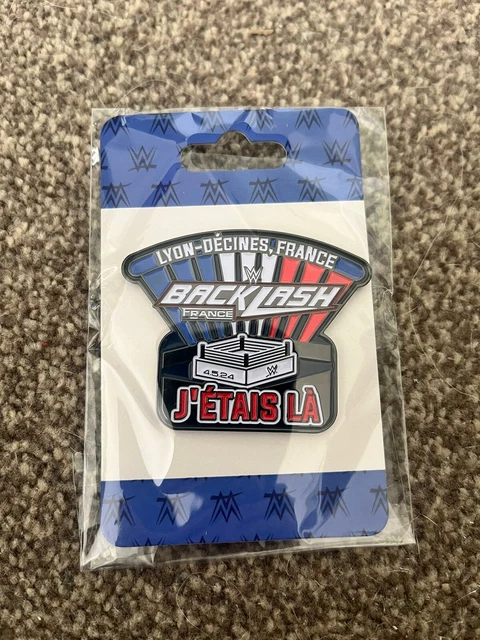 LYON-DÉCINES, FRANCE
W
BACKLASH
FRANCE
4.5.24 W
J'ÉTAIS LÀ